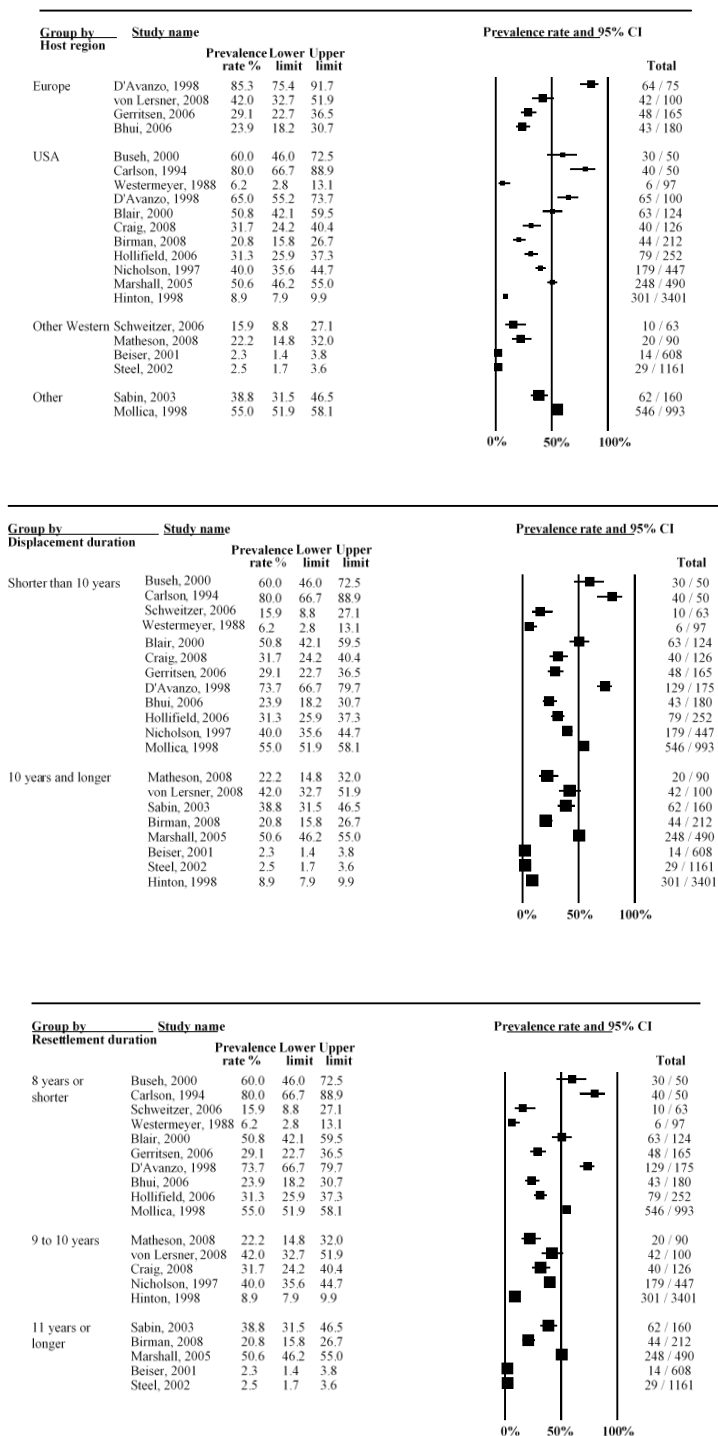 Group by Study name Prevalence rate and 95% CI
Host region
Prevalence Lower Upper
rate % limit limit Total
Europe D'Avanzo, 1998 85.3 75.4 91.7 64 / 75
von Lersner, 2008 42.0 32.7 51.9 42 / 100
Gerritsen, 2006 29.1 22.7 36.5 48 / 165
Bhui, 2006 23.9 18.2 30.7 43 / 180
USA Buseh, 2000 60.0 46.0 72.5 30 / 50
Carlson, 1994 80.0 66.7 88.9 40 / 50
Westermeyer, 1988 6.2 2.8 13.1 6 / 97
D'Avanzo, 1998 65.0 55.2 73.7 65 / 100
Blair, 2000 50.8 42.1 59.5 63 / 124
Craig, 2008 31.7 24.2 40.4 40 / 126
Birman, 2008 20.8 15.8 26.7 44 / 212
Hollifield, 2006 31.3 25.9 37.3 79 / 252
Nicholson, 1997 40.0 35.6 44.7 179 / 447
Marshall, 2005 50.6 46.2 55.0 248 / 490
Hinton, 1998 8.9 7.9 9.9 301 / 3401
Other Western Schweitzer, 2006 15.9 8.8 27.1 10 / 63
Matheson, 2008 22.2 14.8 32.0 20 / 90
Beiser, 2001 2.3 1.4 3.8 14 / 608
Steel, 2002 2.5 1.7 3.6 29 / 1161
Other Sabin, 2003 38.8 31.5 46.5 62 / 160
Mollica, 1998 55.0 51.9 58.1 546 / 993
0% 50% 100%
Group by Study name Prevalence rate and 95% CI
Displacement duration
Prevalence Lower Upper
rate % limit limit Total
Shorter than 10 years Buseh, 2000 60.0 46.0 72.5 30 / 50
Carlson, 1994 80.0 66.7 88.9 40 / 50
Schweitzer, 2006 15.9 8.8 27.1 10 / 63
Westermeyer, 1988 6.2 2.8 13.1 6 / 97
Blair, 2000 50.8 42.1 59.5 63 / 124
Craig, 2008 31.7 24.2 40.4 40 / 126
Gerritsen, 2006 29.1 22.7 36.5 48 / 165
D'Avanzo, 1998 73.7 66.7 79.7 129 / 175
Bhui, 2006 23.9 18.2 30.7 43 / 180
Hollifield, 2006 31.3 25.9 37.3 79 / 252
Nicholson, 1997 40.0 35.6 44.7 179 / 447
Mollica, 1998 55.0 51.9 58.1 546 / 993
10 years and longer Matheson, 2008 22.2 14.8 32.0 20 / 90
von Lersner, 2008 42.0 32.7 51.9 42 / 100
Sabin, 2003 38.8 31.5 46.5 62 / 160
Birman, 2008 20.8 15.8 26.7 44 / 212
Marshall, 2005 50.6 46.2 55.0 248 / 490
Beiser, 2001 2.3 1.4 3.8 14 / 608
Steel, 2002 2.5 1.7 3.6 29 / 1161
Hinton, 1998 8.9 7.9 9.9 301 / 3401
0% 50% 100%
Group by Study name Prevalence rate and 95% CI
Resettlement duration
Prevalence Lower Upper
rate % limit limit Total
8 years or Buseh, 2000 60.0 46.0 72.5 30 / 50
shorter Carlson, 1994 80.0 66.7 88.9 40 / 50
Schweitzer, 2006 15.9 8.8 27.1 10 / 63
Westermeyer, 1988 6.2 2.8 13.1 6 / 97
Blair, 2000 50.8 42.1 59.5 63 / 124
Gerritsen, 2006 29.1 22.7 36.5 48 / 165
D'Avanzo, 1998 73.7 66.7 79.7 129 / 175
Bhui, 2006 23.9 18.2 30.7 43 / 180
Hollifield, 2006 31.3 25.9 37.3 79 / 252
Mollica, 1998 55.0 51.9 58.1 546 / 993
9 to 10 years Matheson, 2008 22.2 14.8 32.0 20 / 90
von Lersner, 2008 42.0 32.7 51.9 42 / 100
Craig, 2008 31.7 24.2 40.4 40 / 126
Nicholson, 1997 40.0 35.6 44.7 179 / 447
Hinton, 1998 8.9 7.9 9.9 301 / 3401
11 years or Sabin, 2003 38.8 31.5 46.5 62 / 160
longer Birman, 2008 20.8 15.8 26.7 44 / 212
Marshall, 2005 50.6 46.2 55.0 248 / 490
Beiser, 2001 2.3 1.4 3.8 14 / 608
Steel, 2002 2.5 1.7 3.6 29 / 1161
0% 50% 100%